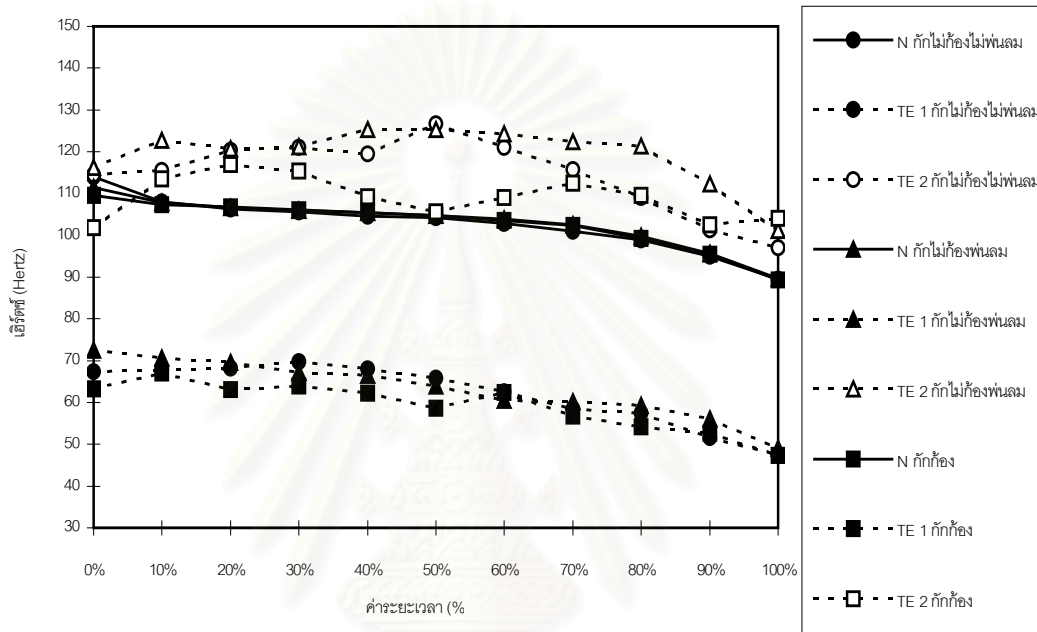 150
140
130
120
110
100
90
80
70
60
50
40
30
เฮิร์ตซ์ (Hertz)
0% 10% 20% 30% 40% 50% 60% 70% 80% 90% 100%
ค่าระยะเวลา (%
N กักไม่ก้องไม่พ่นลม
TE 1 กักไม่ก้องไม่พ่นลม
TE 2 กักไม่ก้องไม่พ่นลม
N กักไม่ก้องพ่นลม
TE 1 กักไม่ก้องพ่นลม
TE 2 กักไม่ก้องพ่นลม
N กักก้อง
TE 1 กักก้อง
TE 2 กักก้อง